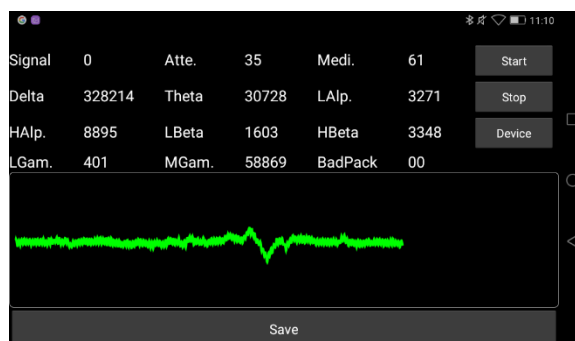 11:10
Signal 0 Atte. 35 Medi. 61 Start
Delta 328214 Theta 30728 LAlp. 3271 Stop
HAlp. 8895 LBeta 1603 HBeta 3348 Device
LGam. 401 MGam. 58869 BadPack 00
Save